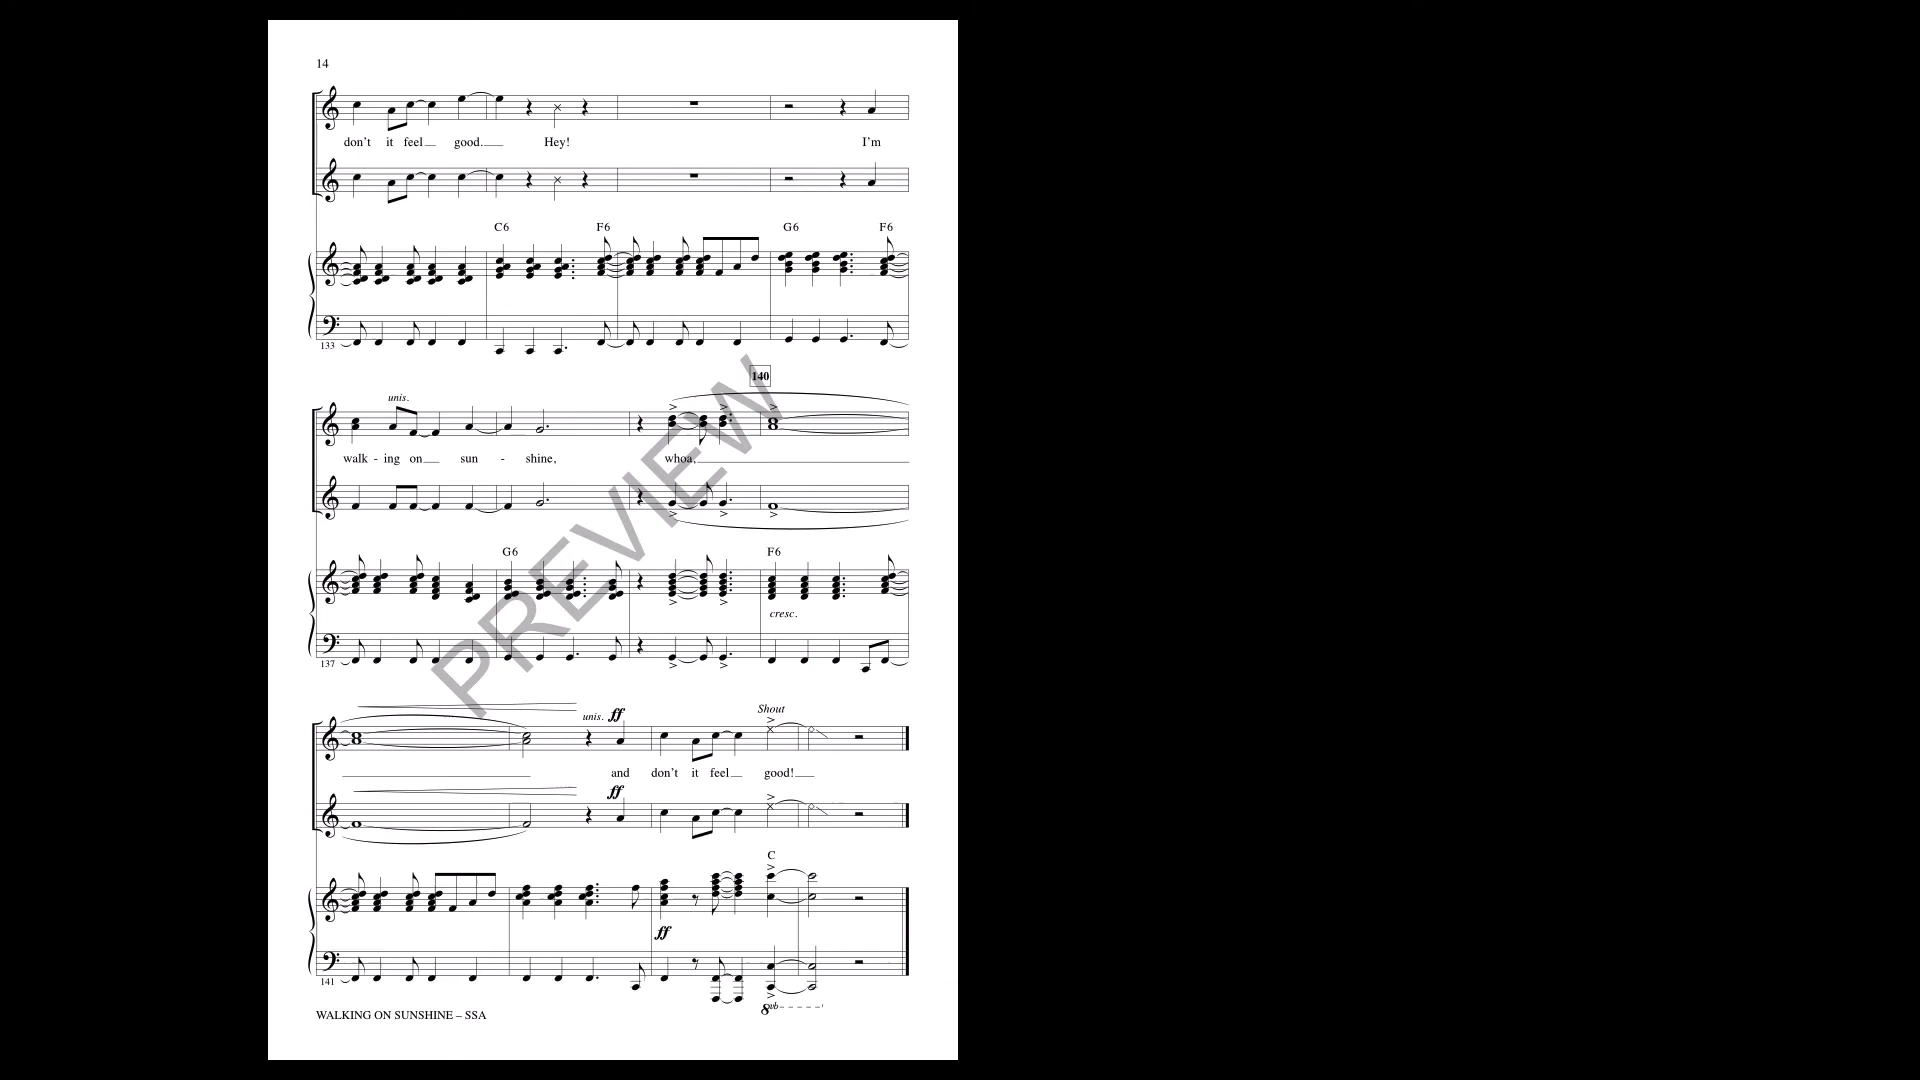 14
don't it feel good. Hey! I'm
C6 F6 G6 F6
133
140
unis.
walk - ing on sun - shine, whoa,
G6 F6
cresc.
137
PREVIEW
Shout
unis. ff
and don't it feel good!
ff
C
ff
141
8vb
WALKING ON SUNSHINE – SSA